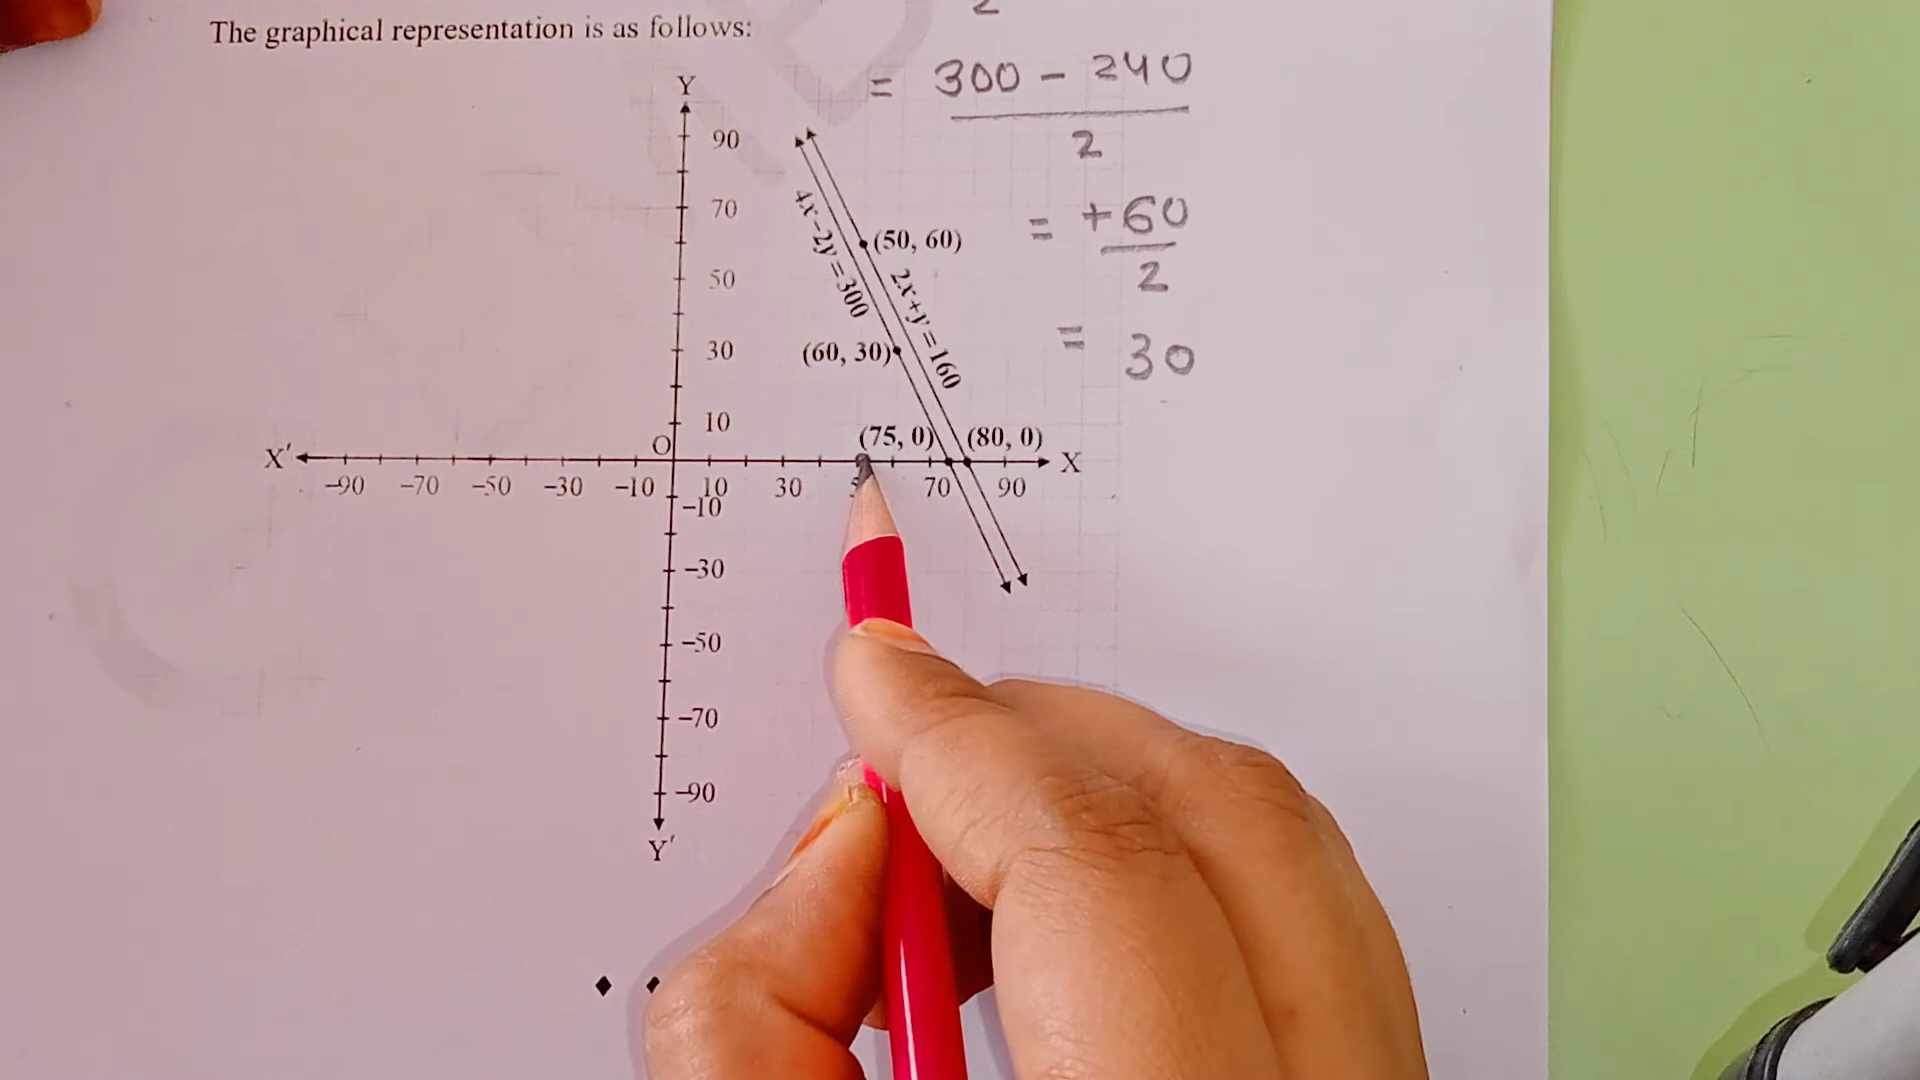 The graphical representation is as follows:
2
= 300 - 240
2
= +60
2
= 30
Y
90
70
50
30
10
O
X′
X
-90 -70 -50 -30 -10 10 30 70 90
-10
-30
-50
-70
-90
Y′
4x-2y=300
2x+y=160
(50, 60)
(60, 30)
(75, 0)
(80, 0)